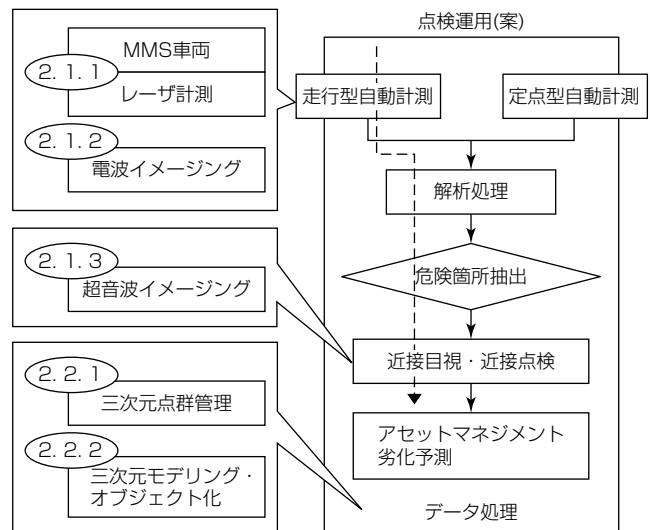 点検運用(案)
2.1.1
MMS車両
レーザ計測
2.1.2
電波イメージング
2.1.3
超音波イメージング
2.2.1
三次元点群管理
2.2.2
三次元モデリング・
オブジェクト化
走行型自動計測
定点型自動計測
解析処理
危険箇所抽出
近接目視・近接点検
アセットマネジメント
劣化予測
データ処理